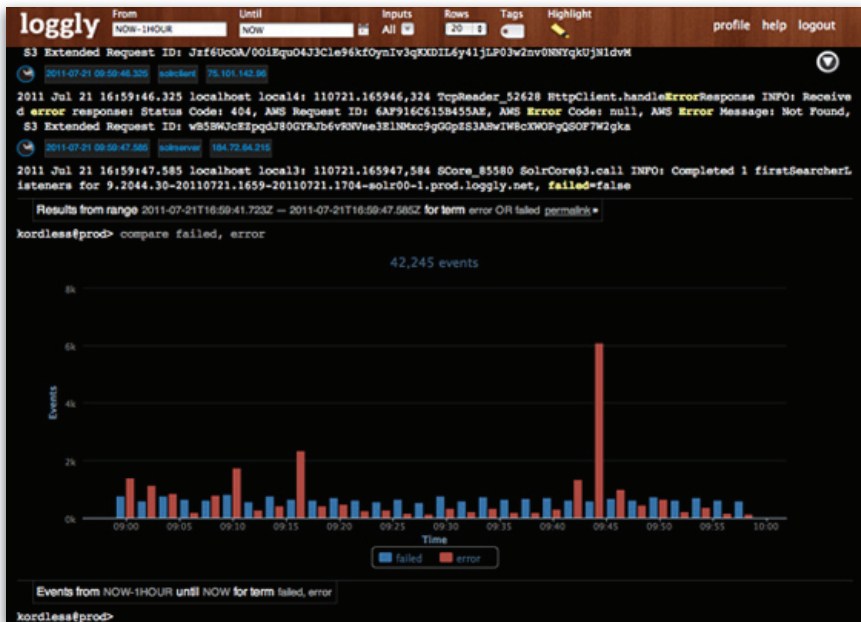 loggly
From
NOW-1HOUR
Until
NOW
Inputs
All
Rows
20
Tags
Highlight
profile help logout
S3 Extended Request ID:
2011-07-21 09:59:46.325 solrclient 75.101.142.96
2011 Jul 21 16:59:46.325 localhost local4: 110721.165946,324 TcpReader_52628 HttpClient.handleErrorResponse INFO: Receive
d error response: Status Code: 404, AWS Request ID: 6AF916C615B455AE, AWS Error Code: null, AWS Error Message: Not Found,
S3 Extended Request ID:
2011-07-21 09:59:47.585 solrserver 184.72.64.215
2011 Jul 21 16:59:47.585 localhost local3: 110721.165947,584 SCore_85580 SolrCore$3.call INFO: Completed 1 firstSearcherL
isteners for 9.2044.30-20110721.1659-20110721.1704-solr00-1.prod.loggly.net, failed=false
Results from range 2011-07-21T16:59:41.723Z — 2011-07-21T16:59:47.585Z for term error OR failed permalink
kordless@prod> compare failed, error
42,245 events
8k
6k
4k
2k
0k
Events
09:00 09:05 09:10 09:15 09:20 09:25 09:30 09:35 09:40 09:45 09:50 09:55 10:00
Time
failed error
Events from NOW-1HOUR until NOW for term failed, error
kordless@prod>